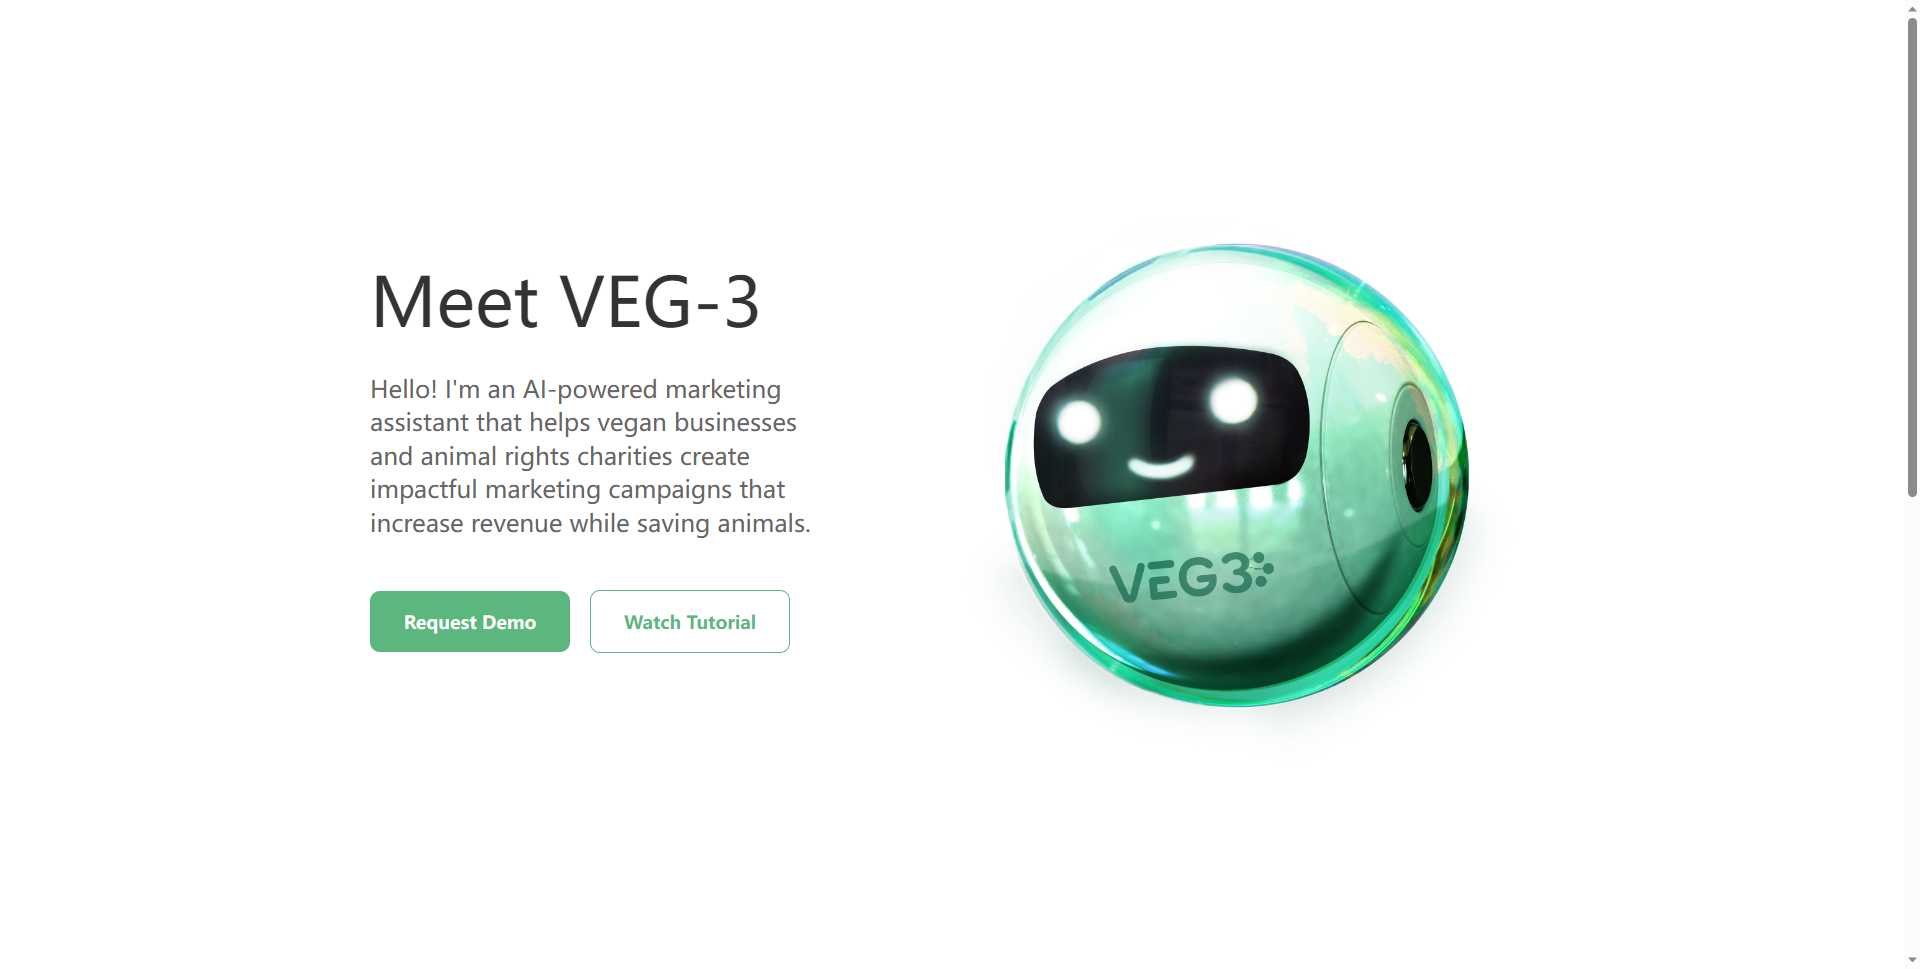 Meet VEG-3
Hello! I'm an AI-powered marketing
assistant that helps vegan businesses
and animal rights charities create
impactful marketing campaigns that
increase revenue while saving animals.
Request Demo
Watch Tutorial
VEG3